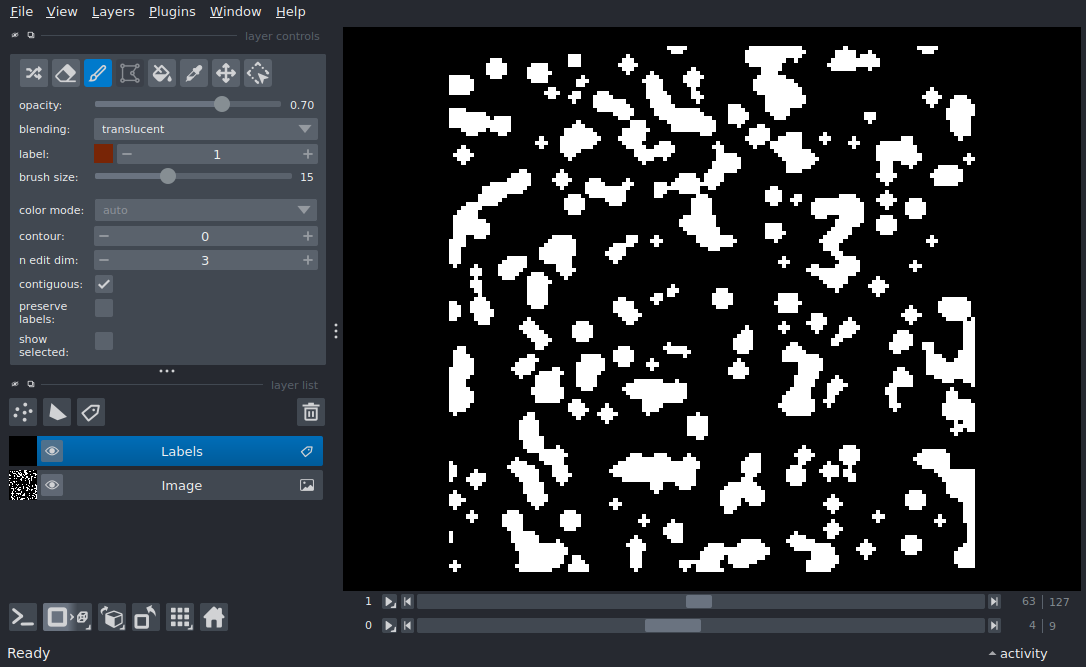 File View Layers Plugins Window Help
layer controls
opacity: 0.70
blending: translucent
label: 1
brush size: 15
color mode: auto
contour: 0
n edit dim: 3
contiguous:
preserve
labels:
show
selected:
layer list
Labels
Image
1 63 | 127
0 4 | 9
Ready
activity